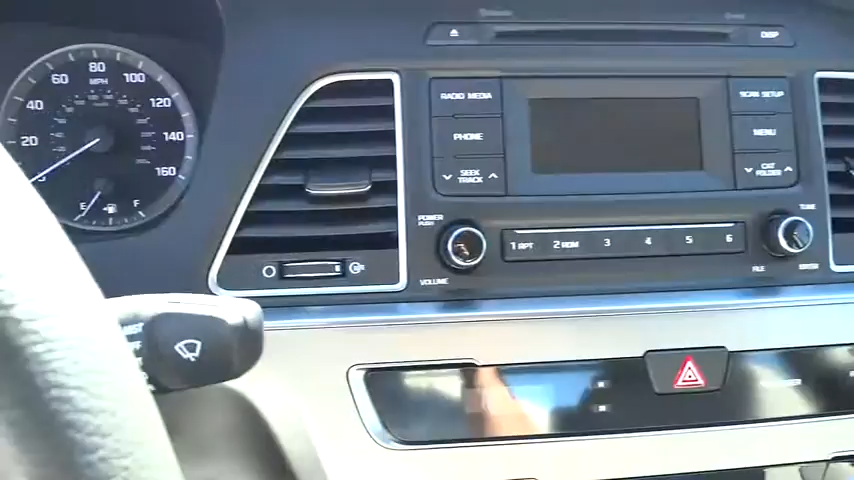 DISP
RADIO MEDIA
PHONE
SEEK
TRACK
SCAN SETUP
MENU
CAT
FOLDER
POWER
PUSH
VOLUME
1 RPT 2 RDM 3 4 5 6
TUNE
FILE
ENTER
20
40
60
80
100
120
140
160
MPH
E F